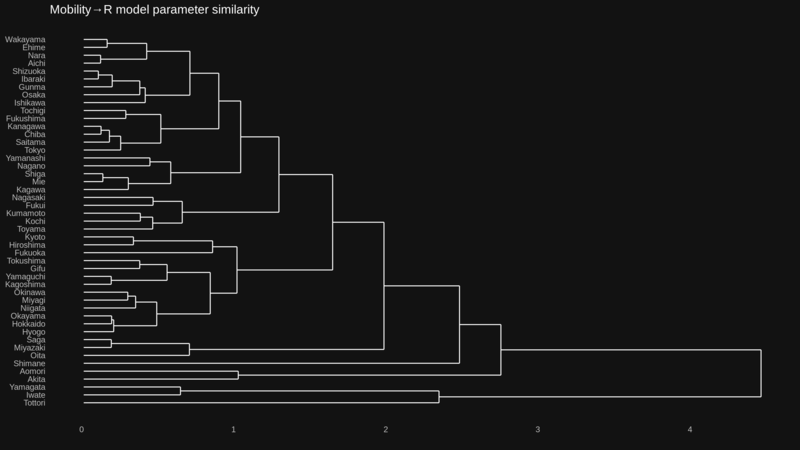 Mobility→R model parameter similarity
Wakayama
Ehime
Nara
Aichi
Shizuoka
Ibaraki
Gunma
Osaka
Ishikawa
Tochigi
Fukushima
Kanagawa
Chiba
Saitama
Tokyo
Yamanashi
Nagano
Shiga
Mie
Kagawa
Nagasaki
Fukui
Kumamoto
Kochi
Toyama
Kyoto
Hiroshima
Fukuoka
Tokushima
Gifu
Yamaguchi
Kagoshima
Okinawa
Miyagi
Niigata
Okayama
Hokkaido
Hyogo
Saga
Miyazaki
Oita
Shimane
Aomori
Akita
Yamagata
Iwate
Tottori
0 1 2 3 4